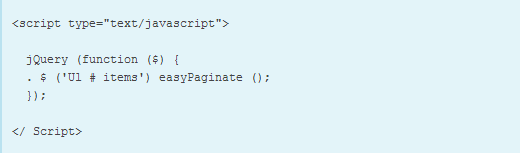 <script type="text/javascript">
jQuery (function ($) {
. $ ('Ul # items') easyPaginate ();
});
</ Script>